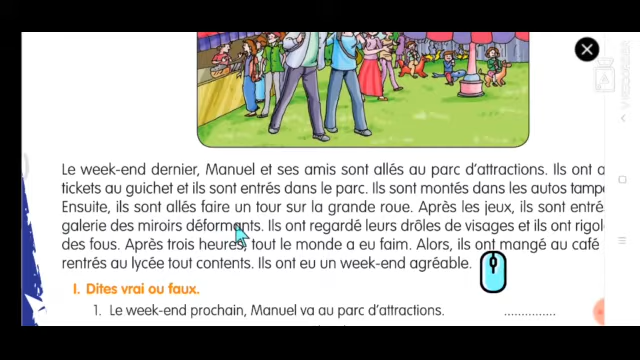 Le week-end dernier, Manuel et ses amis sont allés au parc d'attractions. Ils ont
tickets au guichet et ils sont entrés dans le parc. Ils sont montés dans les autos
Ensuite, ils sont allés faire un tour sur la grande roue. Après les jeux, ils sont
galerie des miroirs déforments. Ils ont regardé leurs drôles de visages et ils ont
des fous. Après trois heures, tout le monde a eu faim. Alors, ils ont mangé au café
rentrés au lycée tout contents. Ils ont eu un week-end agréable.
I. Dites vrai ou faux.
1. Le week-end prochain, Manuel va au parc d'attractions. ..............